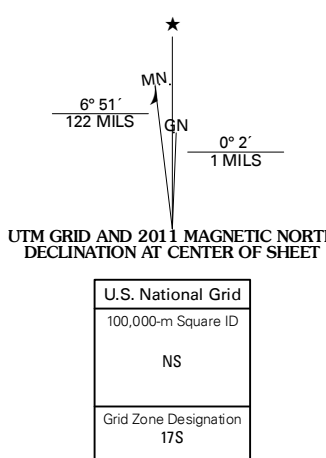 MN.
6° 51´
122 MILS
GN
0° 2´
1 MILS
UTM GRID AND 2011 MAGNETIC NORTH
DECLINATION AT CENTER OF SHEET
U.S. National Grid
100,000-m Square ID
NS
Grid Zone Designation
17S